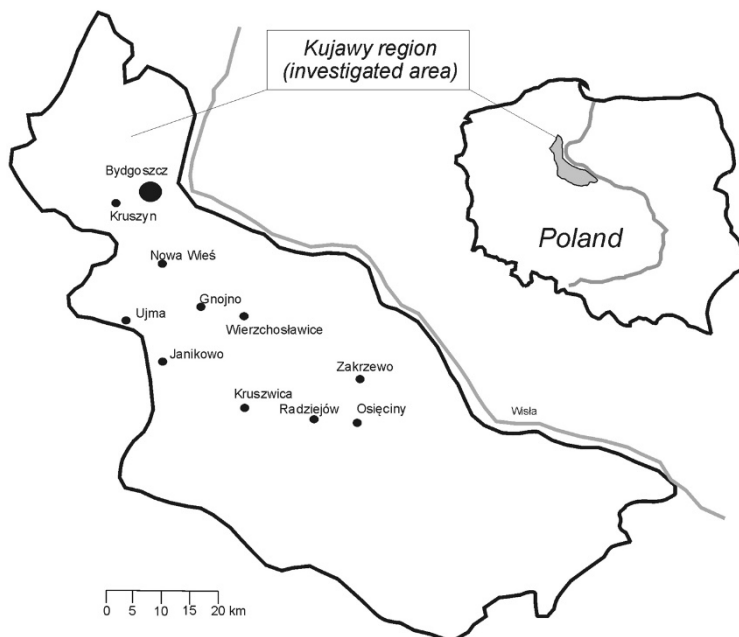 Kujawy region
(investigated area)
Bydgoszcz
Kruszyn
Poland
Nowa Wieś
Gnojno
Ujma
Wierzchosławice
Janikowo
Zakrzewo
Kruszwica
Radziejów
Osięciny
Wisła
0 5 10 20 km